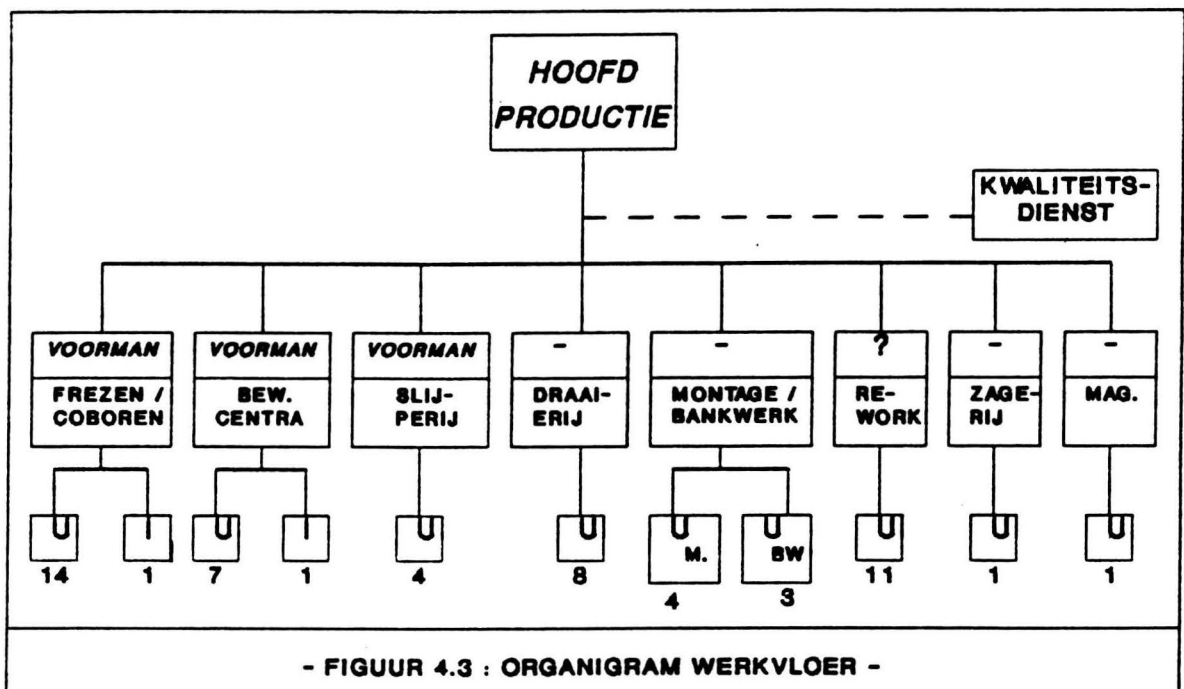 HOOFD
PRODUCTIE
KWALITEITS-
DIENST
VOORMAN
FREZEN /
COBOREN
VOORMAN
BEW.
CENTRA
VOORMAN
SLIJ-
PERIJ
-
DRAAI-
ERIJ
-
MONTAGE /
BANKWERK
?
RE-
WORK
-
ZAGE-
RIJ
-
MAG.
U
14
I
1
U
7
I
1
U
4
U
8
U
M.
4
U
BW
3
U
11
U
1
U
1
- FIGUUR 4.3 : ORGANIGRAM WERKVLOER -